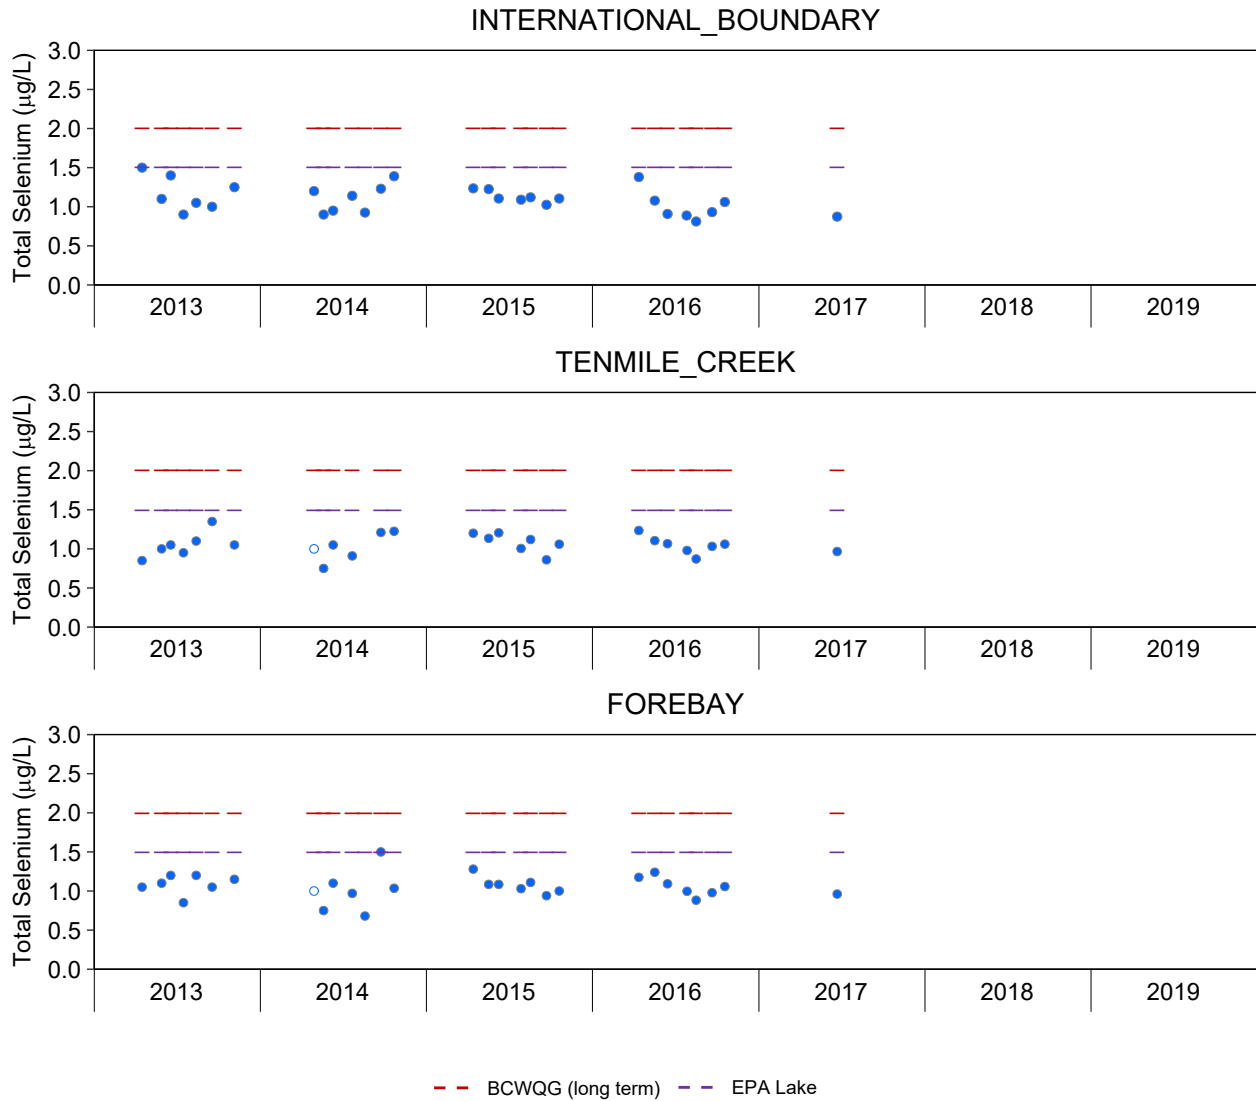 INTERNATIONAL_BOUNDARY
Total Selenium (µg/L)
3.0
2.5
2.0
1.5
1.0
0.5
0.0
2013 2014 2015 2016 2017 2018 2019
TENMILE_CREEK
Total Selenium (µg/L)
3.0
2.5
2.0
1.5
1.0
0.5
0.0
2013 2014 2015 2016 2017 2018 2019
FOREBAY
Total Selenium (µg/L)
3.0
2.5
2.0
1.5
1.0
0.5
0.0
2013 2014 2015 2016 2017 2018 2019
BCWQG (long term) EPA Lake